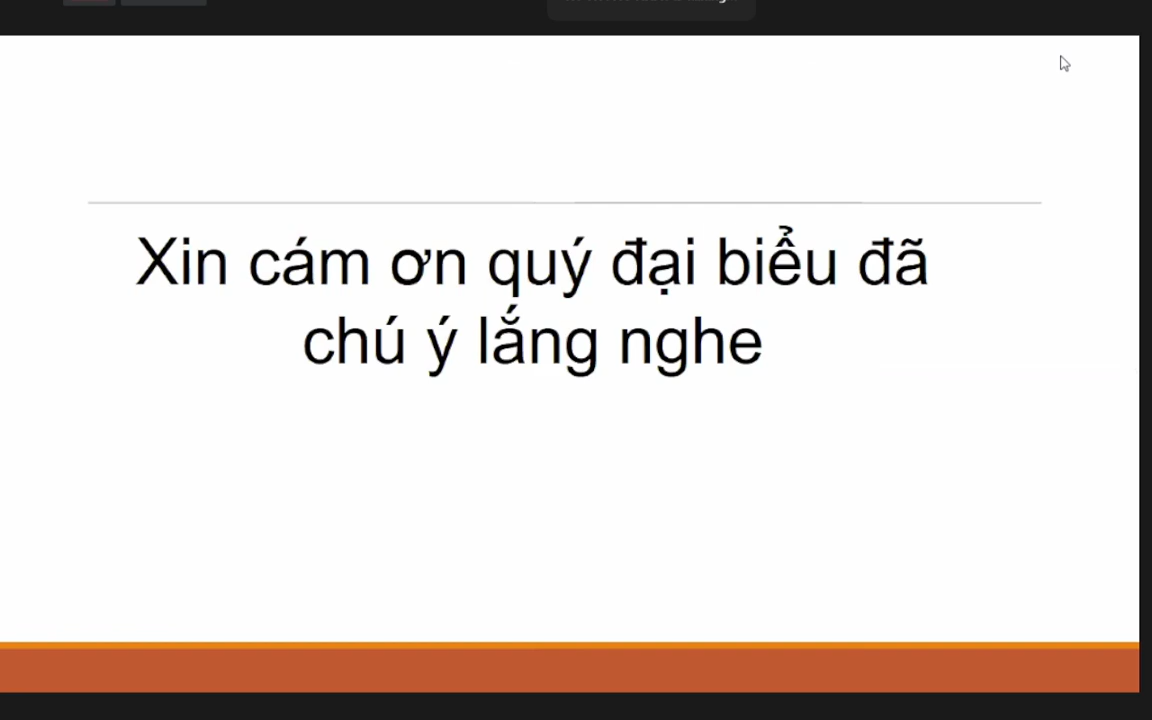 Xin cám ơn quý đại biểu đã
chú ý lắng nghe